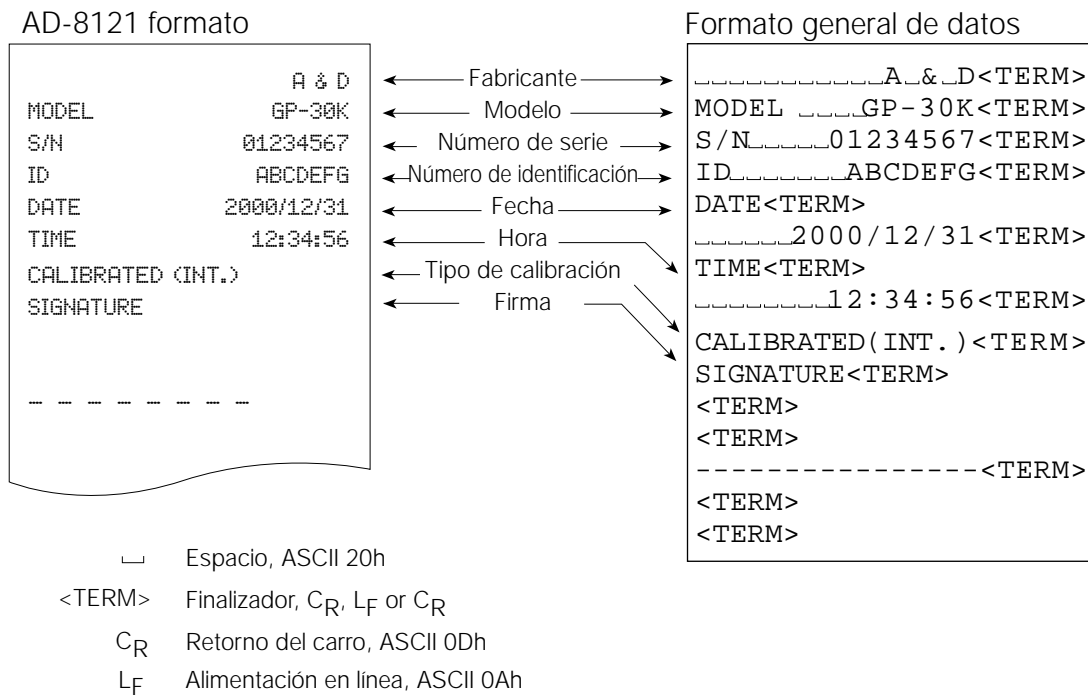 AD-8121 formato
A & D
MODEL GP-30K
S/N 01234567
ID ABCDEFG
DATE 2000/12/31
TIME 12:34:56
CALIBRATED (INT.)
SIGNATURE
Fabricante
Modelo
Número de serie
Número de identificación
Fecha
Hora
Tipo de calibración
Firma
Formato general de datos
␣␣␣␣␣␣␣␣␣␣␣A␣&␣D<TERM>
MODEL ␣␣␣␣GP-30K<TERM>
S/N␣␣␣␣␣01234567<TERM>
ID␣␣␣␣␣␣␣ABCDEFG<TERM>
DATE<TERM>
␣␣␣␣␣␣2000/12/31<TERM>
TIME<TERM>
␣␣␣␣␣␣␣␣12:34:56<TERM>
CALIBRATED(INT.)<TERM>
SIGNATURE<TERM>
<TERM>
<TERM>
----------------<TERM>
<TERM>
<TERM>
␣ Espacio, ASCII 20h
<TERM> Finalizador, CR, LF or CR
CR Retorno del carro, ASCII 0Dh
LF Alimentación en línea, ASCII 0Ah